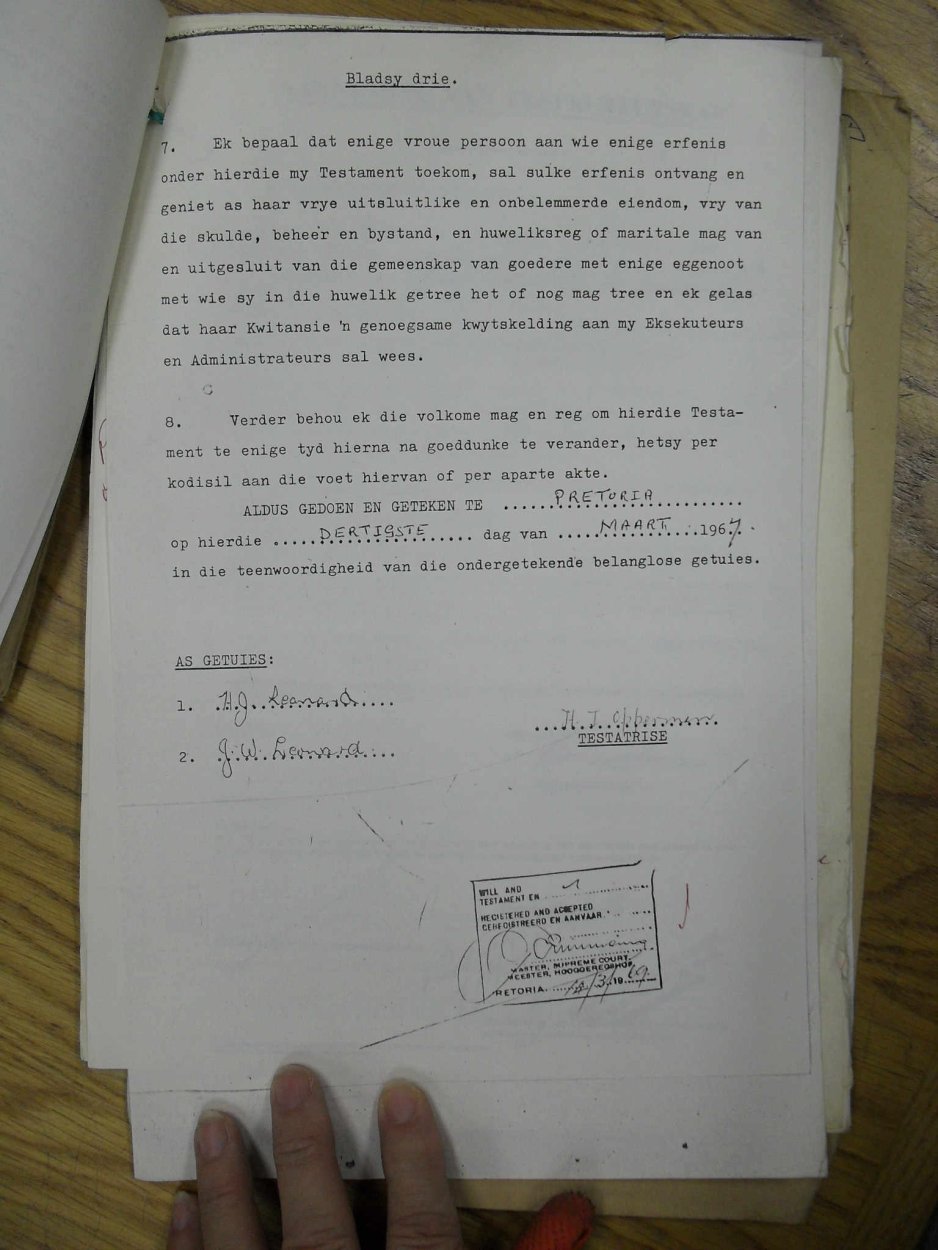 Bladsy drie.
7. Ek bepaal dat enige vroue persoon aan wie enige erfenis
onder hierdie my Testament toekom, sal sulke erfenis ontvang en
geniet as haar vrye uitsluitlike en onbelemmerde eiendom, vry van
die skulde, beheer en bystand, en huweliksreg of maritale mag van
en uitgesluit van die gemeenskap van goedere met enige eggenoot
met wie sy in die huwelik getree het of nog mag tree en ek gelas
dat haar Kwitansie 'n genoegsame kwytskelding aan my Eksekuteurs
en Administrateurs sal wees.
8. Verder behou ek die volkome mag en reg om hierdie Testa-
ment te enige tyd hierna na goeddunke te verander, hetsy per
kodisil aan die voet hiervan of per aparte akte.
ALDUS GEDOEN EN GETEKEN TE PRETORIA
op hierdie DERTIGSTE dag van MAART 1967.
in die teenwoordigheid van die ondergetekende belanglose getuies.
AS GETUIES:
1. H.J. Leonard
H. J. Opperman
TESTATRISE
2. J.W. Leonard
WILL AND
TESTAMENT EN 1
REGISTERED AND ACCEPTED
GEREGISTREERD EN AANVAAR
MASTER, SUPREME COURT,
MEESTER, HOOGGEREGSHOF,
PRETORIA 3 19 69